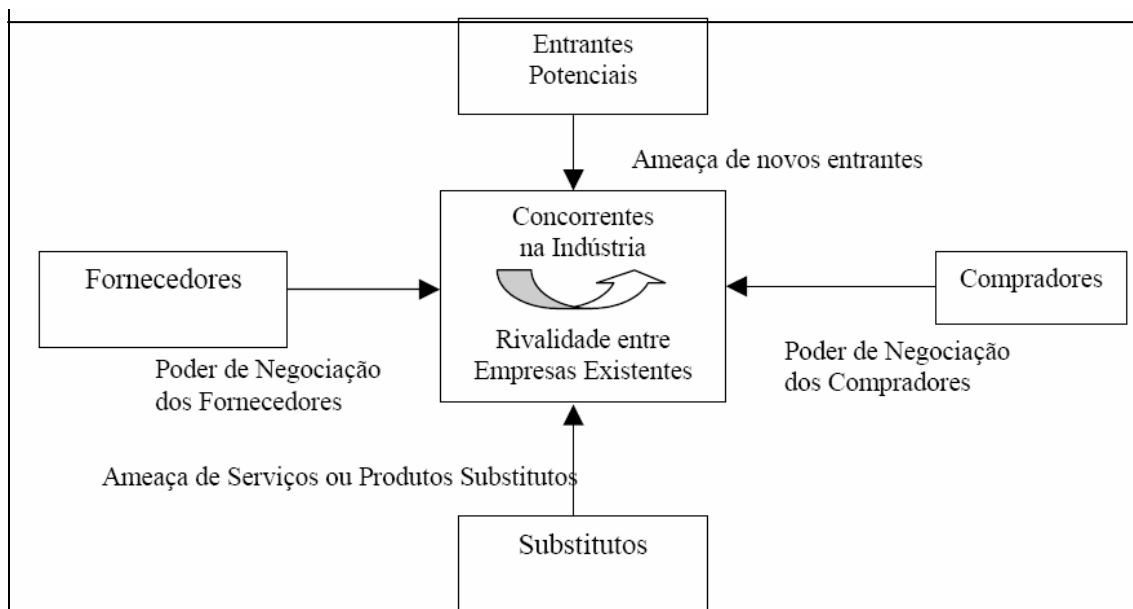 Entrantes
Potenciais
Ameaça de novos entrantes
Concorrentes
na Indústria
Fornecedores
Compradores
Rivalidade entre
Empresas Existentes
Poder de Negociação
dos Fornecedores
Poder de Negociação
dos Compradores
Ameaça de Serviços ou Produtos Substitutos
Substitutos